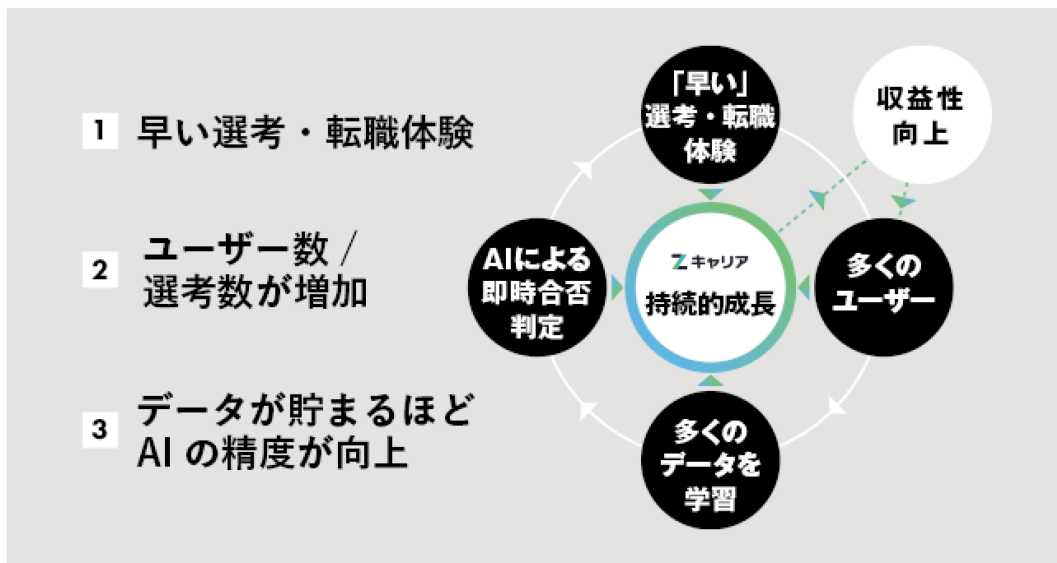 1
早い選考・転職体験
2
ユーザー数 /
選考数が増加
3
データが貯まるほど
AI の精度が向上
「早い」
選考・転職
体験
収益性
向上
AIによる
即時合否
判定
Zキャリア
持続的成長
多くの
ユーザー
多くの
データを
学習